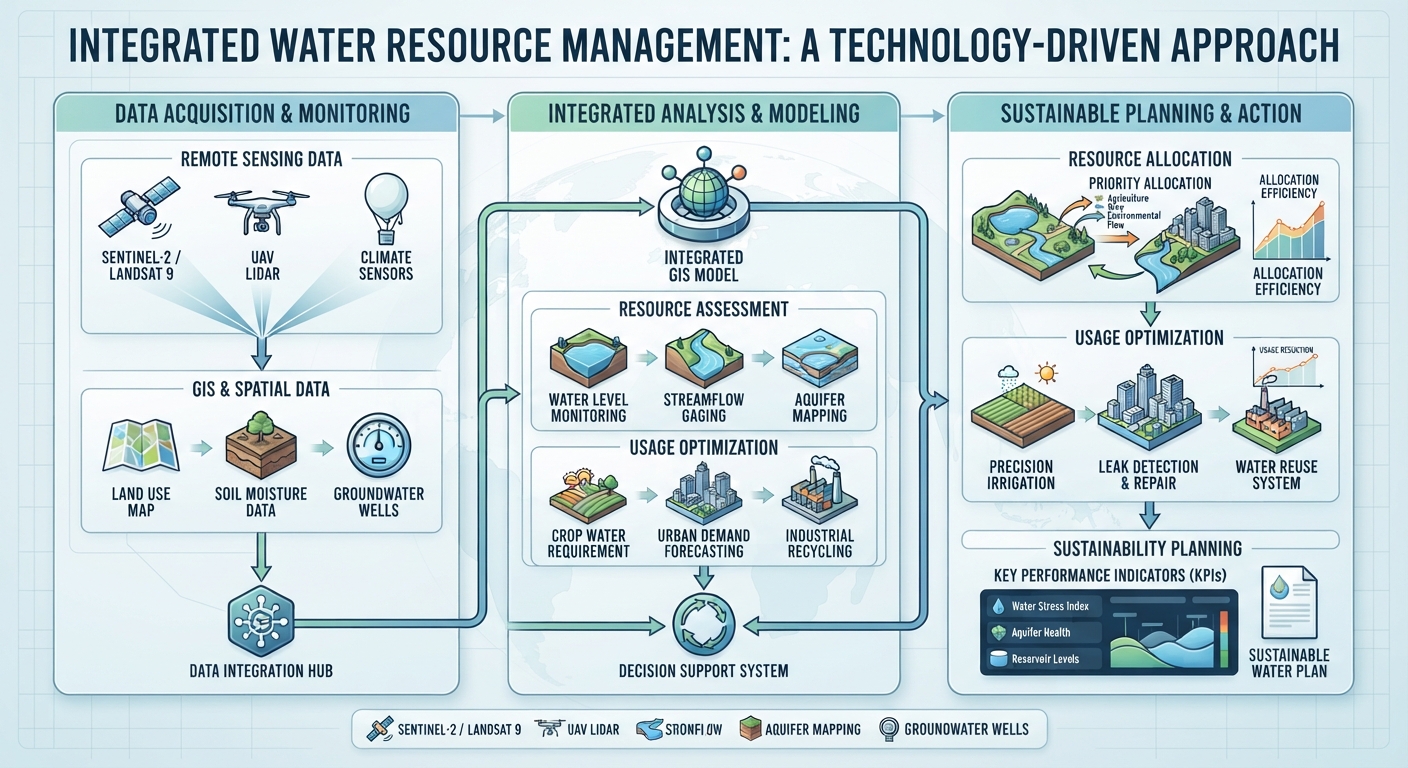 INTEGRATED WATER RESOURCE MANAGEMENT: A TECHNOLOGY-DRIVEN APPROACH
DATA ACQUISITION & MONITORING
REMOTE SENSING DATA
SENTINEL-2 /
LANDSAT 9
UAV
LIDAR
CLIMATE
SENSORS
GIS & SPATIAL DATA
LAND USE
MAP
SOIL MOISTURE
DATA
GROUNDWATER
WELLS
DATA INTEGRATION HUB
INTEGRATED ANALYSIS & MODELING
INTEGRATED
GIS MODEL
RESOURCE ASSESSMENT
WATER LEVEL
MONITORING
STREAMFLOW
GAGING
AQUIFER
MAPPING
USAGE OPTIMIZATION
CROP WATER
REQUIREMENT
URBAN DEMAND
FORECASTING
INDUSTRIAL
RECYCLING
DECISION SUPPORT SYSTEM
SUSTAINABLE PLANNING & ACTION
RESOURCE ALLOCATION
PRIORITY ALLOCATION
Environmental
Flew
ALLOCATION
EFFICIENCY
ALLOCATION
EFFICIENCY
USAGE OPTIMIZATION
PRECISION
IRRIGATION
LEAK DETECTION
& REPAIR
WATER REUSE
SYSTEM
SUSTAINABILITY PLANNING
KEY PERFORMANCE INDICATORS (KPIs)
Water Stress Index
Aquifer Health
Reservoir Levels
SUSTAINABLE
WATER PLAN
SENTINEL-2 / LANDSAT 9
UAV LIDAR
AQUIFER MAPPING
GROUNDWATER WELLS